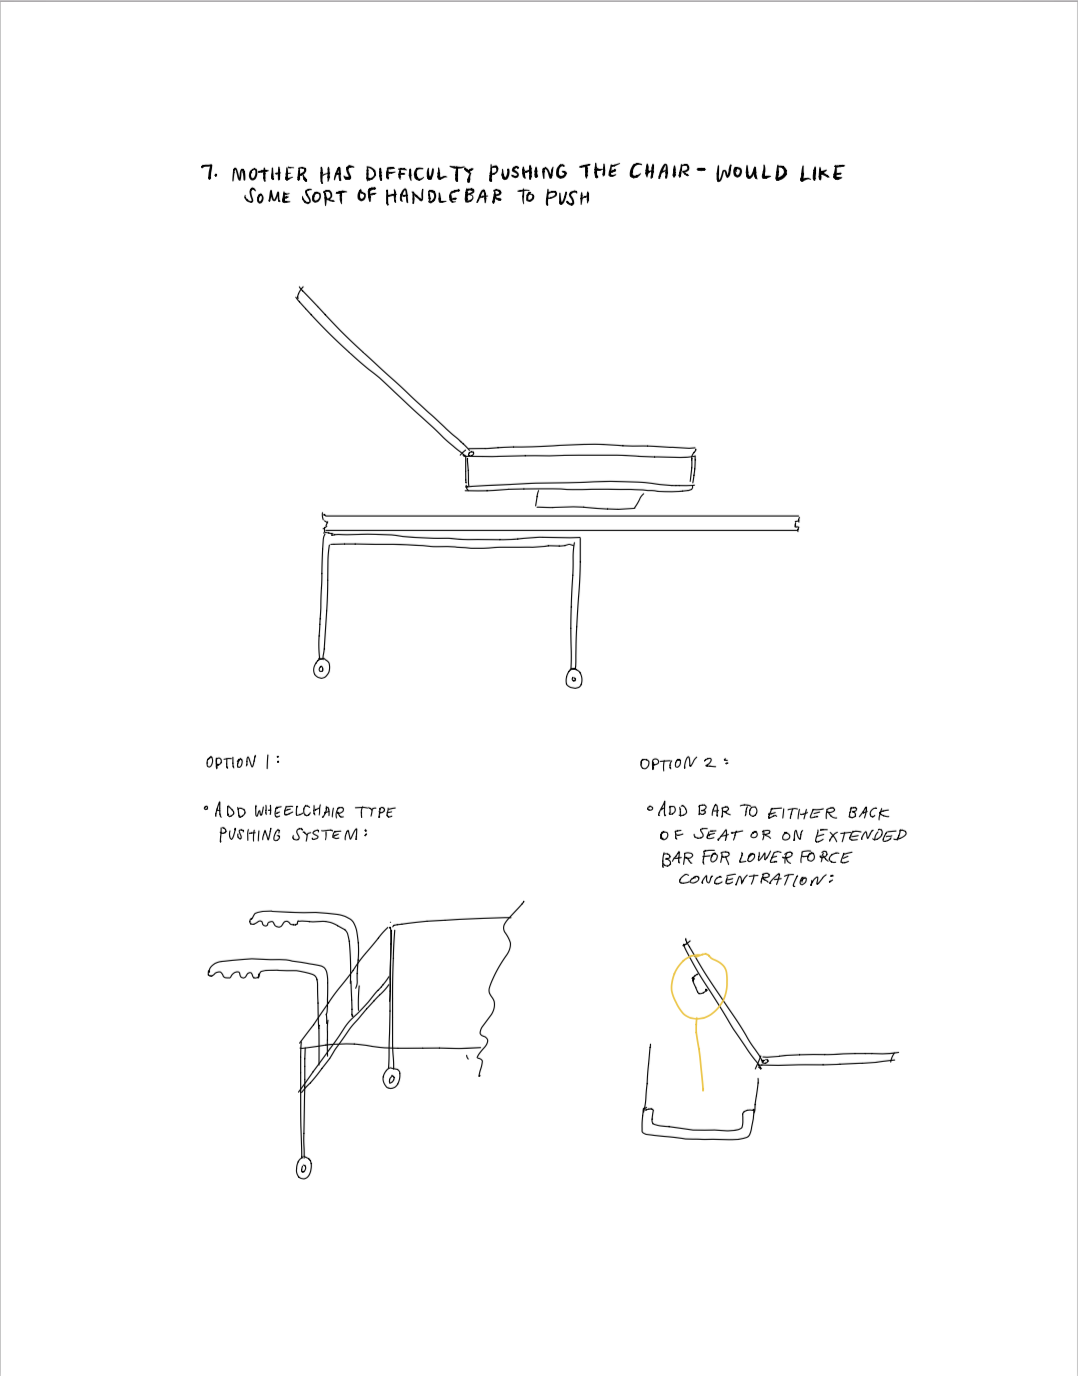 7. MOTHER HAS DIFFICULTY PUSHING THE CHAIR - WOULD LIKE
SOME SORT OF HANDLEBAR TO PUSH
OPTION 1:
• ADD WHEELCHAIR TYPE
PUSHING SYSTEM:
OPTION 2:
• ADD BAR TO EITHER BACK
OF SEAT OR ON EXTENDED
BAR FOR LOWER FORCE
CONCENTRATION: